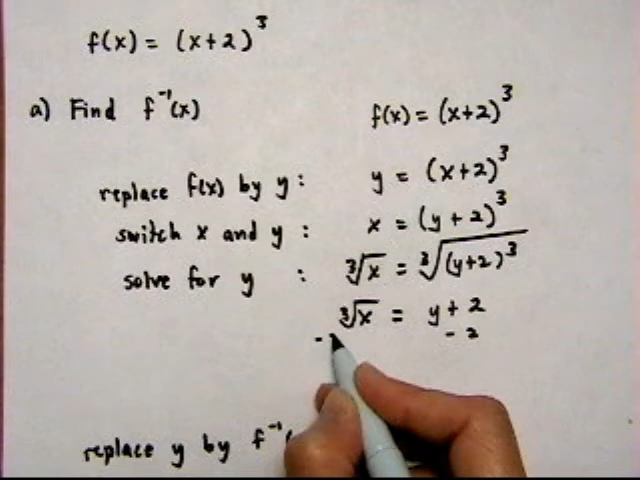 f(x) = (x+2)³
a) Find f⁻¹(x)
f(x) = (x+2)³
replace f(x) by y : y = (x+2)³
switch x and y : x = (y+2)³
solve for y : ∛x = ∛(y+2)³
∛x = y + 2
- - 2
replace y by f⁻¹(